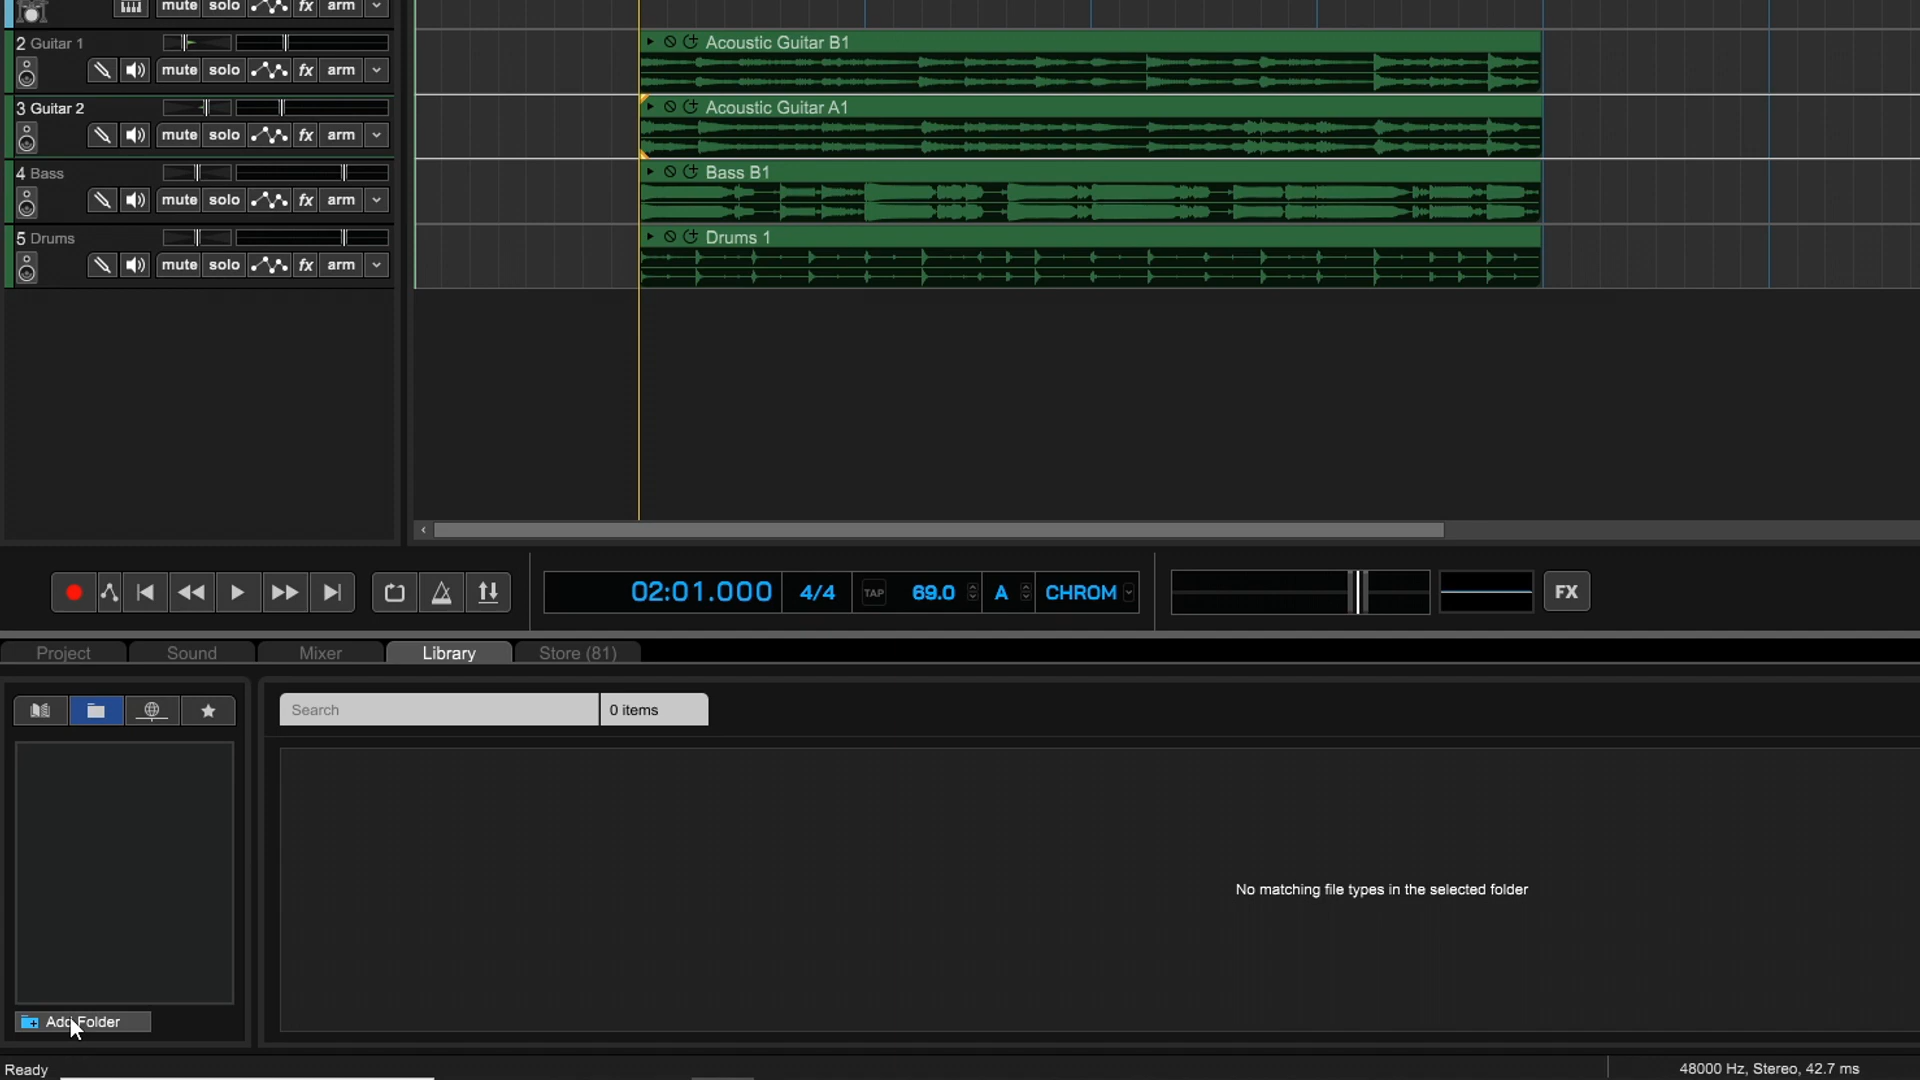 mute solo fx arm
2 Guitar 1
mute solo fx arm
Acoustic Guitar B1
3 Guitar 2
mute solo fx arm
Acoustic Guitar A1
4 Bass
mute solo fx arm
Bass B1
5 Drums
mute solo fx arm
Drums 1
02:01.000 4/4 TAP 69.0 A CHROM
FX
Project Sound Mixer Library Store (81)
Search 0 items
No matching file types in the selected folder
Add Folder
Ready
48000 Hz, Stereo, 42.7 ms